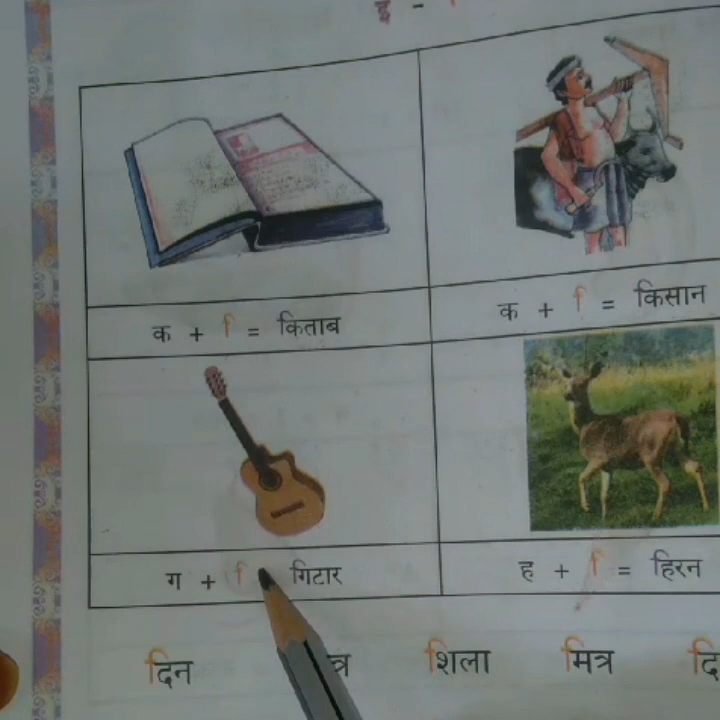 इ - ि
क + ि = किताब
क + ि = किसान
ग + ि गिटार
ह + ि = हिरन
दिन शिला मित्र